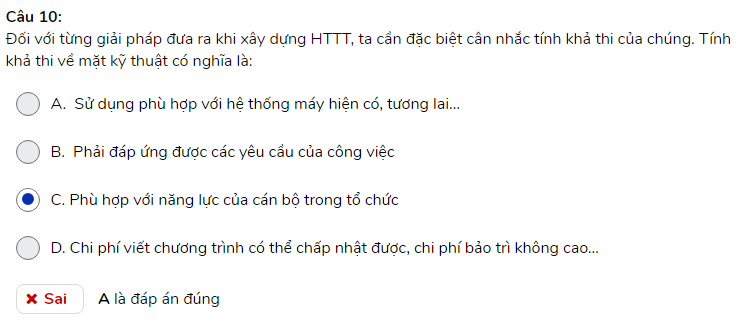 Câu 10:
Đối với từng giải pháp đưa ra khi xây dựng HTTT, ta cần đặc biệt cân nhắc tính khả thi của chúng. Tính
khả thi về mặt kỹ thuật có nghĩa là:
A. Sử dụng phù hợp với hệ thống máy hiện có, tương lai...
B. Phải đáp ứng được các yêu cầu của công việc
C. Phù hợp với năng lực của cán bộ trong tổ chức
D. Chi phí viết chương trình có thể chấp nhật được, chi phí bảo trì không cao...
✖ Sai A là đáp án đúng